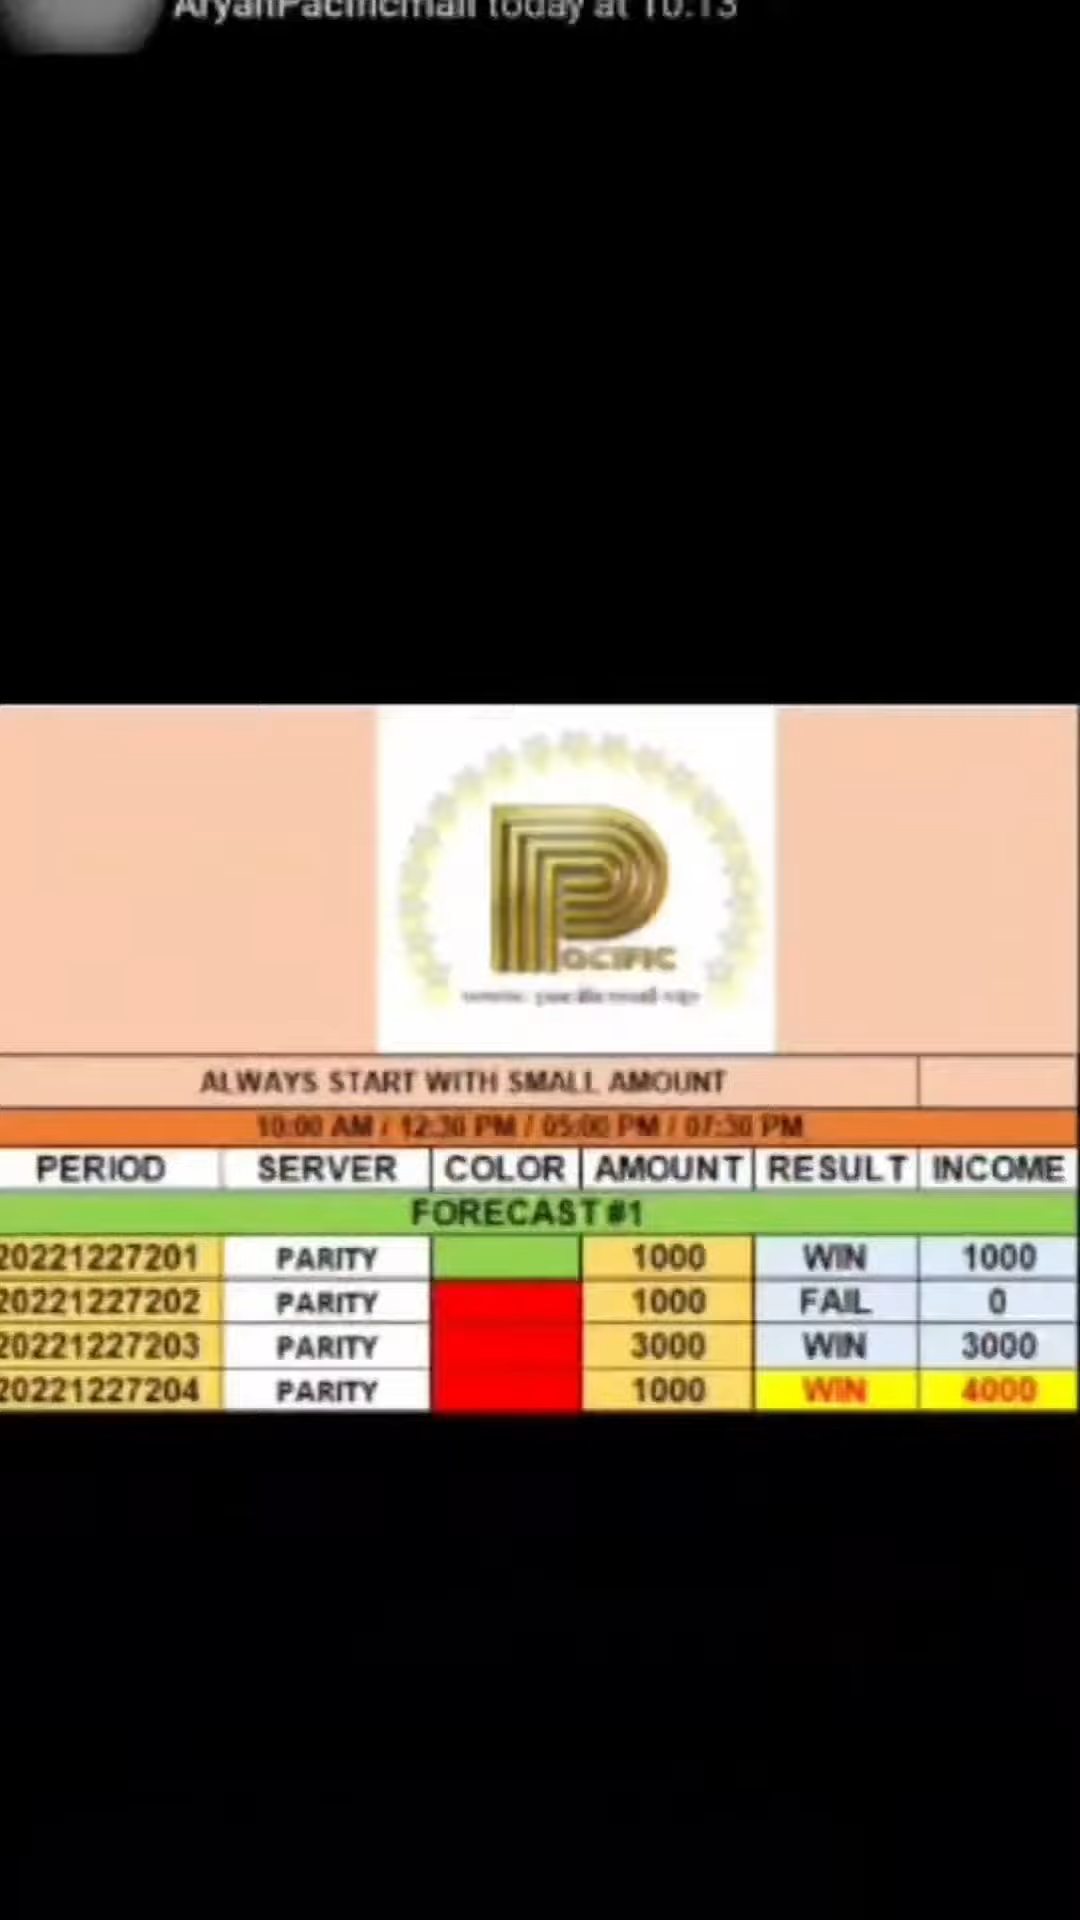 AryanPacificmall today at 10:13
PACIFIC
ALWAYS START WITH SMALL AMOUNT
10:00 AM / 12:30 PM / 05:00 PM / 07:30 PM
PERIOD SERVER COLOR AMOUNT RESULT INCOME
FORECAST #1
20221227201 PARITY 1000 WIN 1000
20221227202 PARITY 1000 FAIL 0
20221227203 PARITY 3000 WIN 3000
20221227204 PARITY 1000 WIN 4000